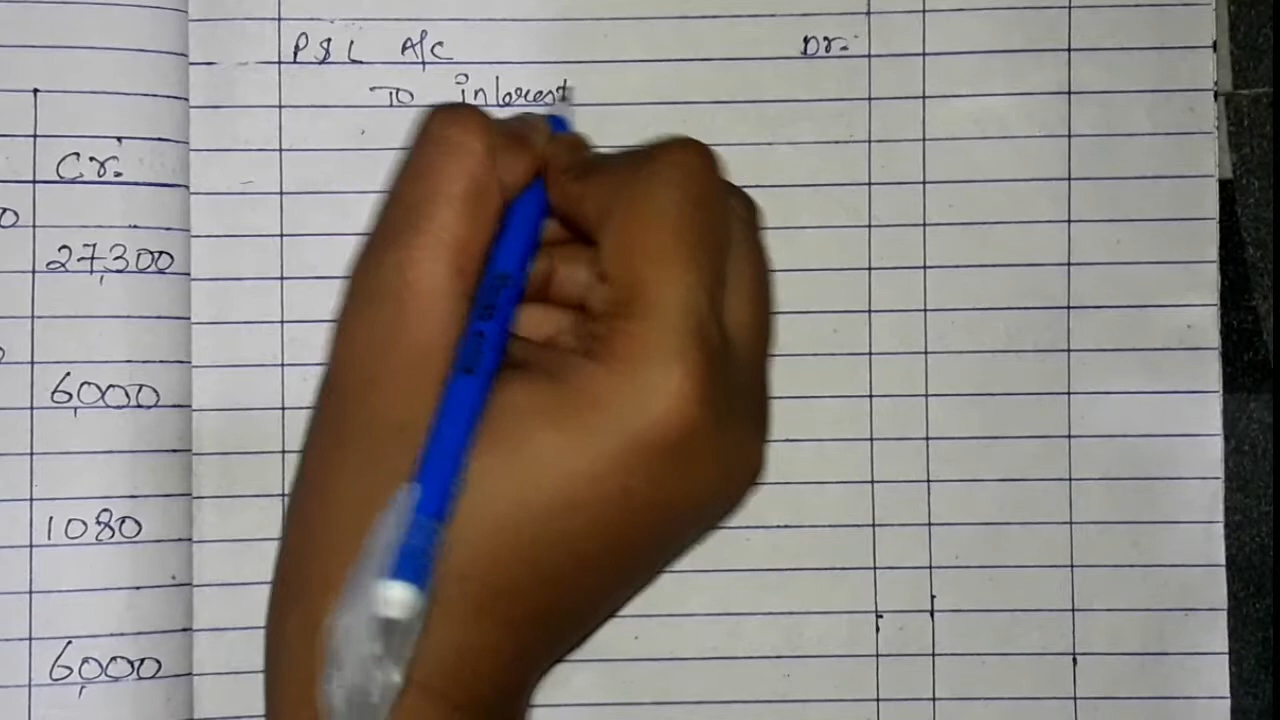 Cr.
27,300
6,000
1080
6,000
P $ L A/C Dr.
To interest